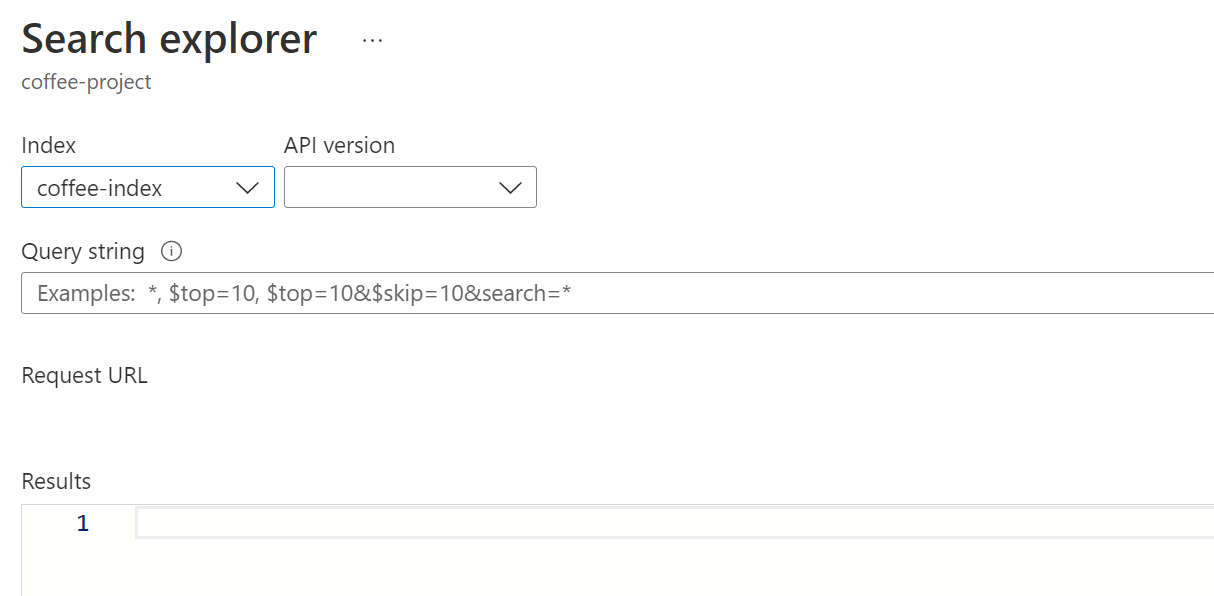 Search explorer ...
coffee-project
Index API version
coffee-index
Query string
Examples: *, $top=10, $top=10&$skip=10&search=*
Request URL
Results
1